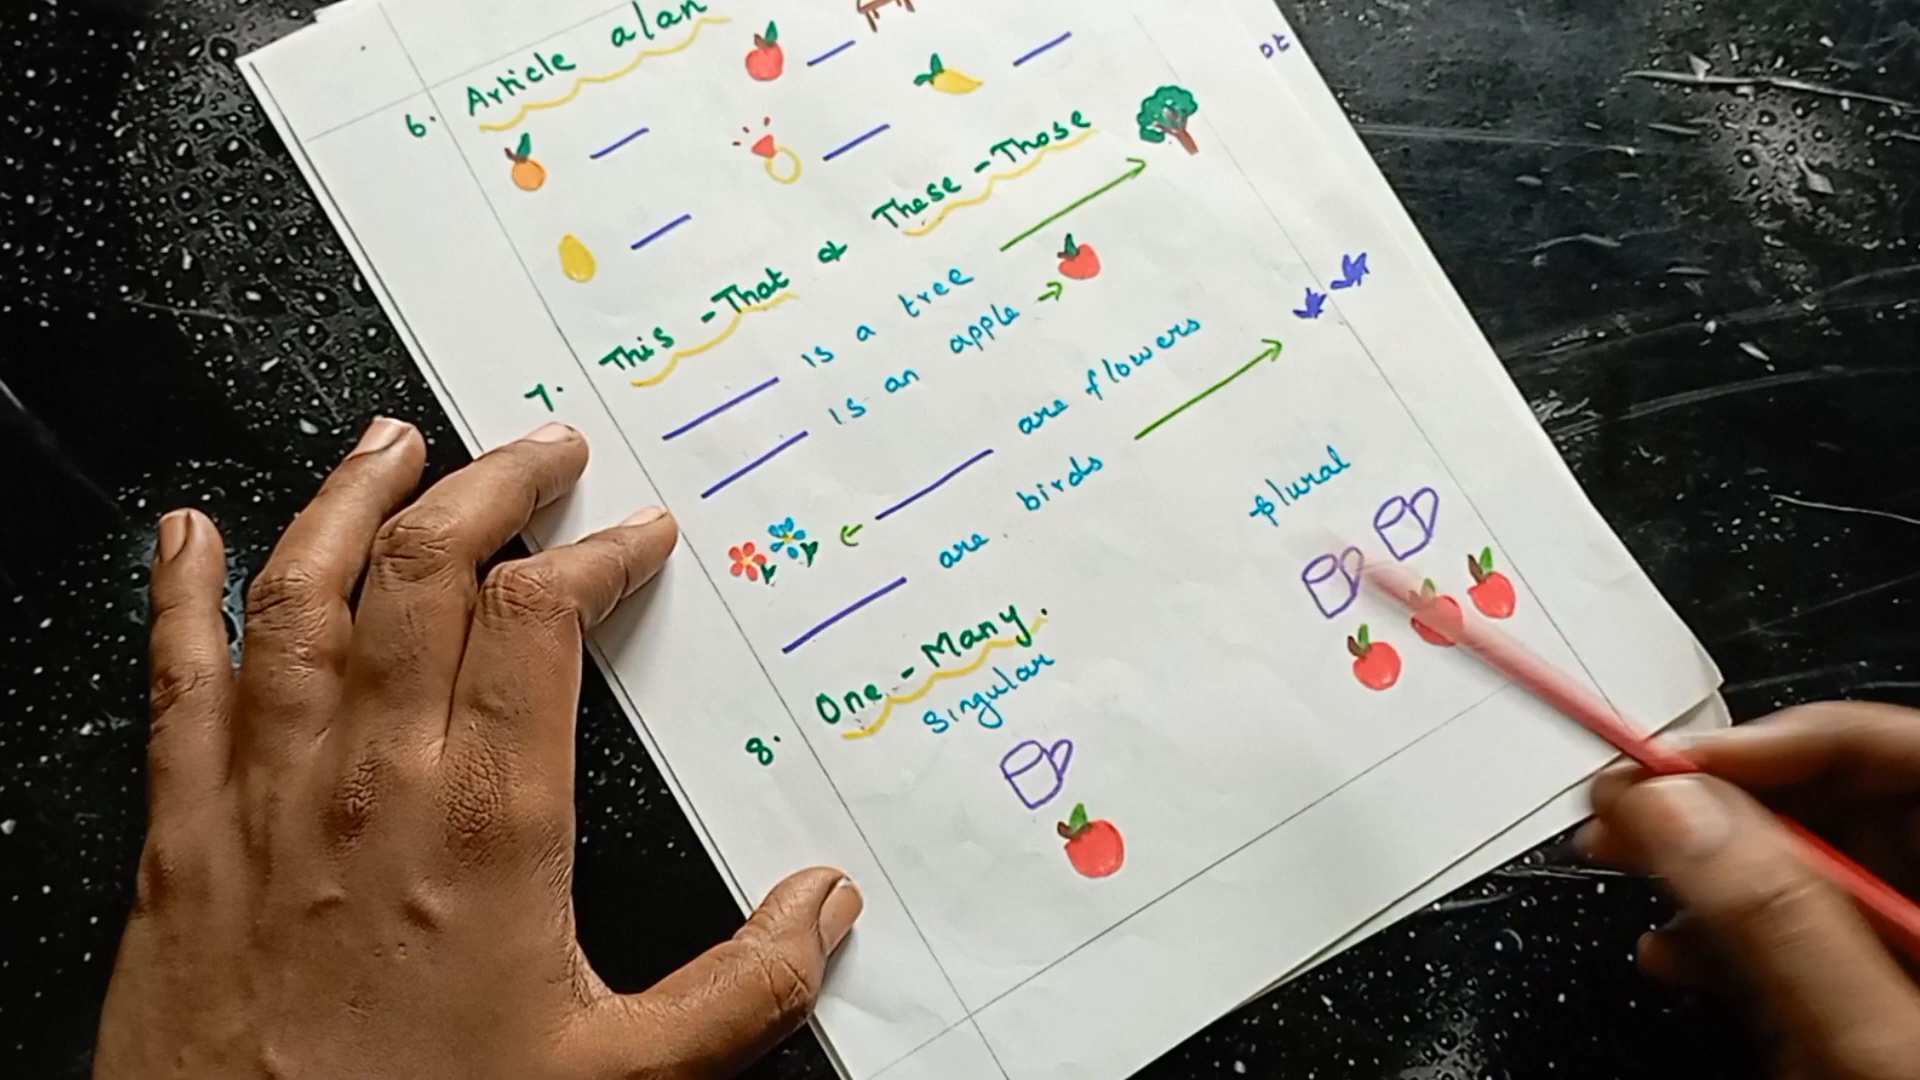 6. Article a/an
7. This - That & These - Those
is a tree
is an apple
are flowers
are birds
8. One - Many.
Singular
plural